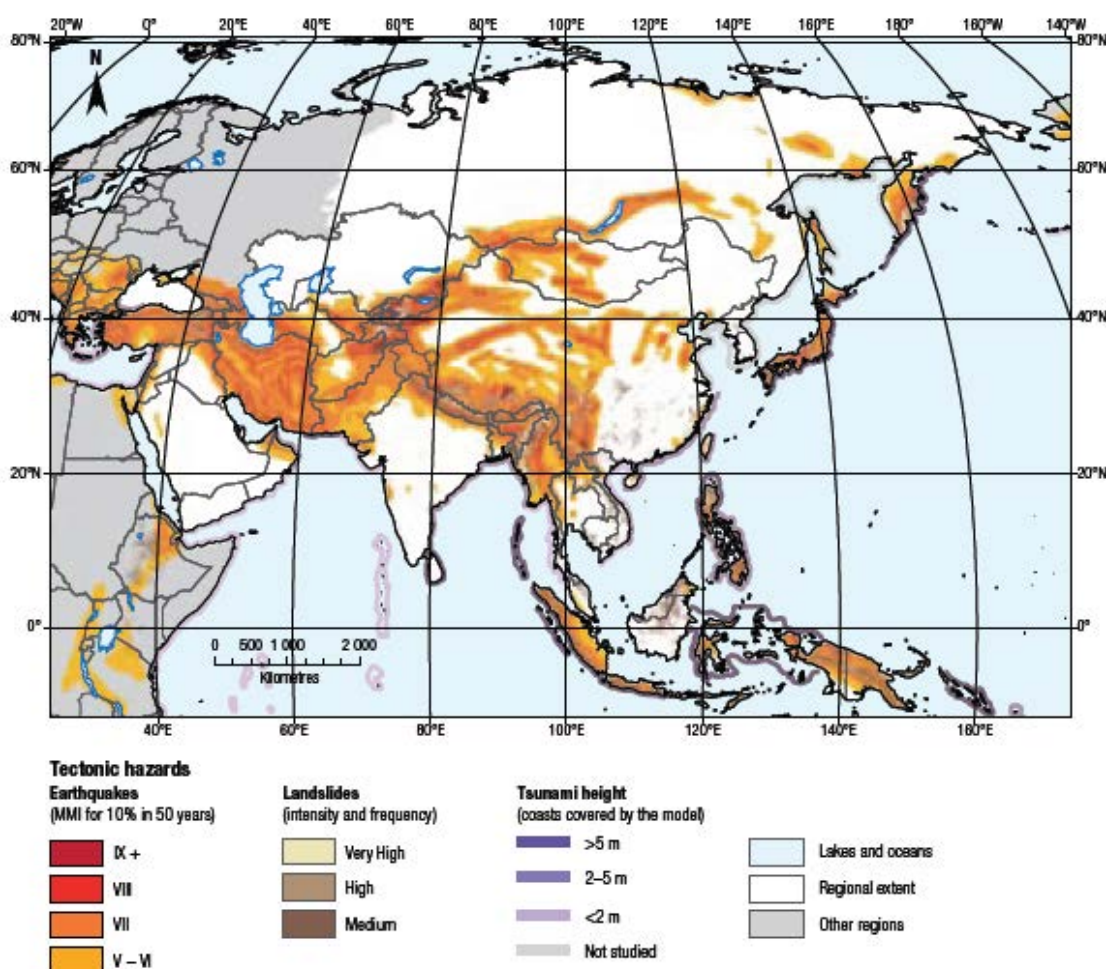 20°W 0° 20°E 40°E 60°E 80°E 100°E 120°E 140°E 160°E 180°W 160°W 140°W
80°N 80°N
N
60°N 60°N
40°N 40°N
20°N 20°N
0° 0°
0 500 1 000 2 000
Kilometres
40°E 60°E 80°E 100°E 120°E 140°E 160°E
Tectonic hazards
Earthquakes
(MMI for 10% in 50 years)
IX +
VIII
VII
V – VI
Landslides
(intensity and frequency)
Very High
High
Medium
Tsunami height
(coasts covered by the model)
>5 m
2–5 m
<2 m
Not studied
Lakes and oceans
Regional extent
Other regions